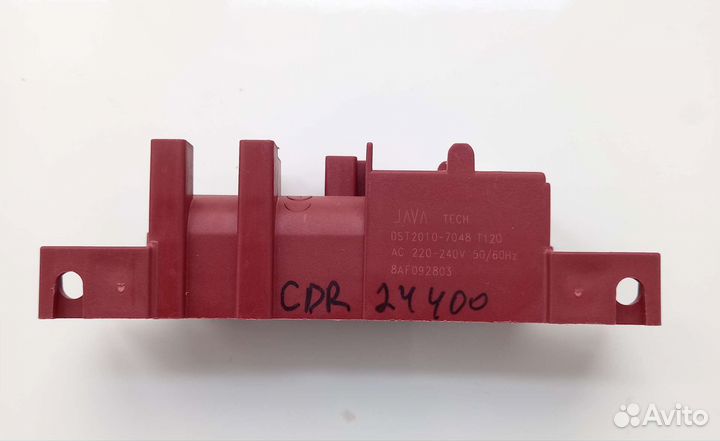 JAVA TECH
DST2010-7048 T120
AC 220-240V 50/60Hz
8AF092803
CDR 24400
Avito